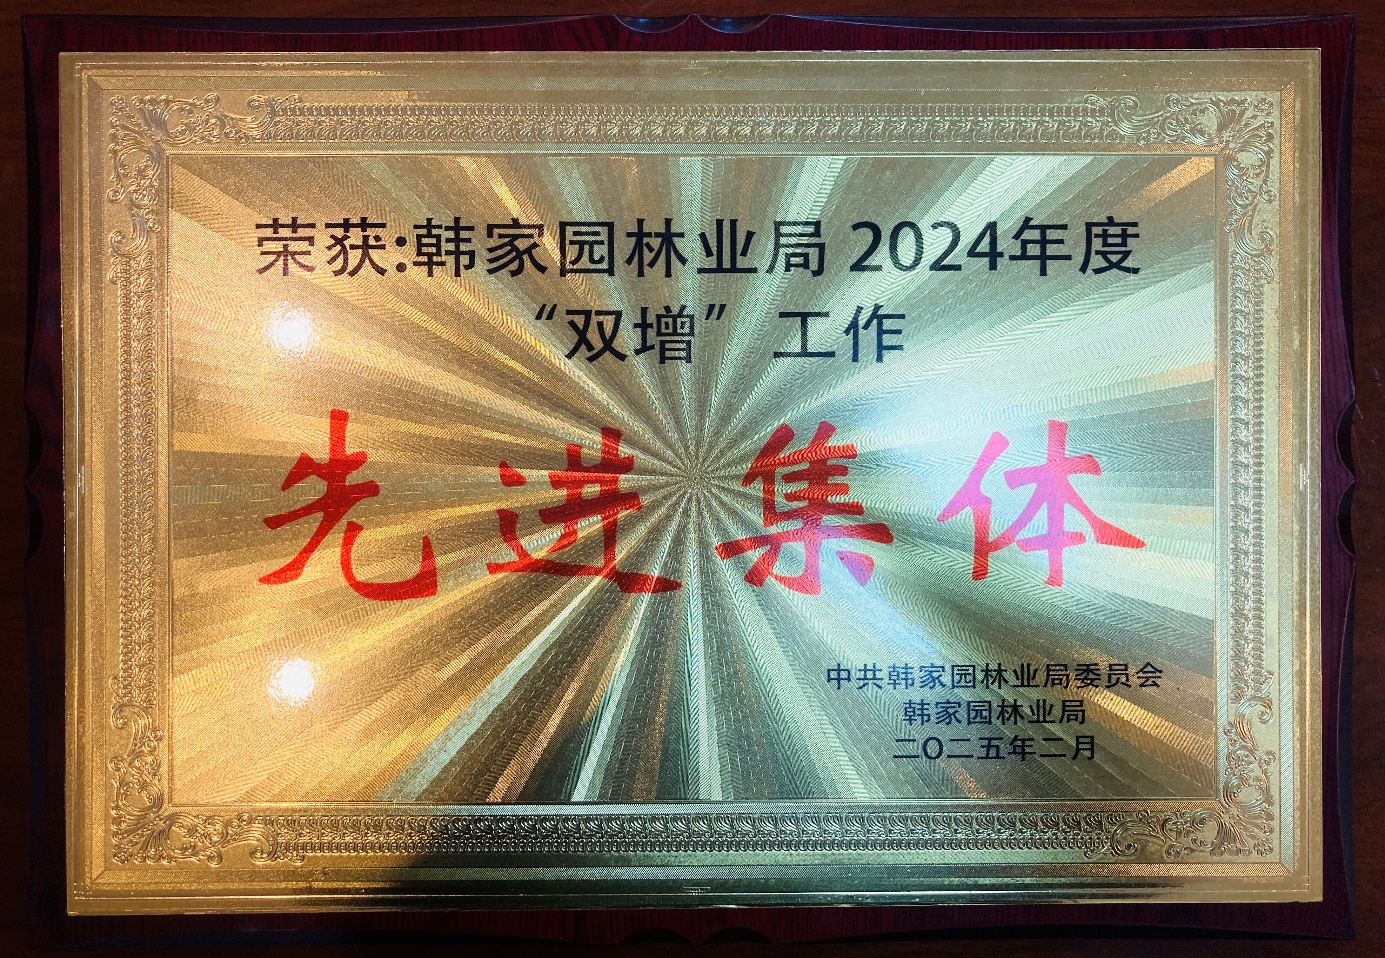 荣获:韩家园林业局 2024年度
“双增” 工作
先进集体
中共韩家园林业局委员会
韩家园林业局
二〇二五年二月